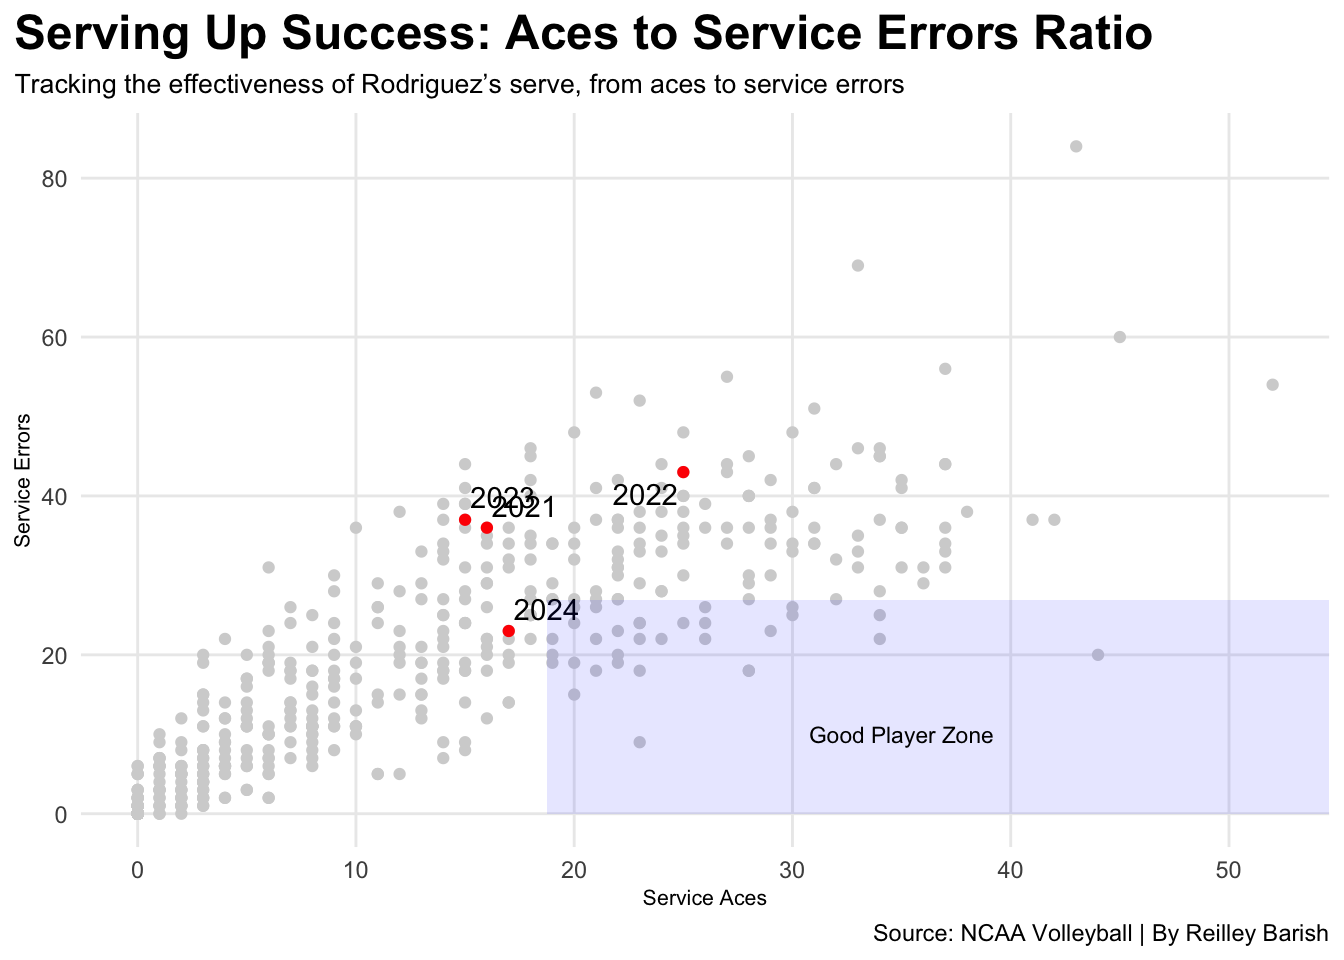 Serving Up Success: Aces to Service Errors Ratio
Tracking the effectiveness of Rodriguez’s serve, from aces to service errors
80
60
40
20
0
Service Errors
2023
2021
2022
2024
Good Player Zone
0 10 20 30 40 50
Service Aces
Source: NCAA Volleyball | By Reilley Barish